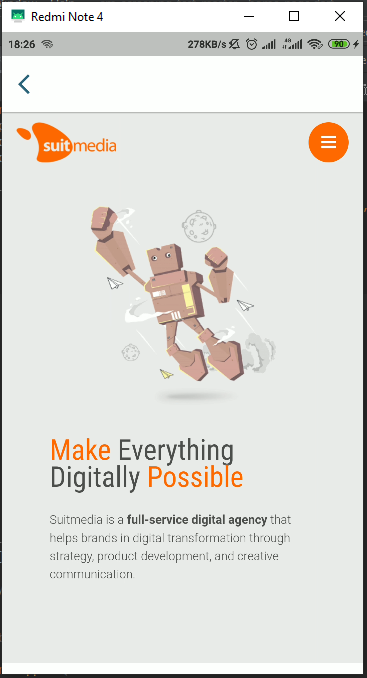 Redmi Note 4
18:26
278KB/s
4G
90
suitmedia
Make Everything
Digitally Possible
Suitmedia is a full-service digital agency that
helps brands in digital transformation through
strategy, product development, and creative
communication.